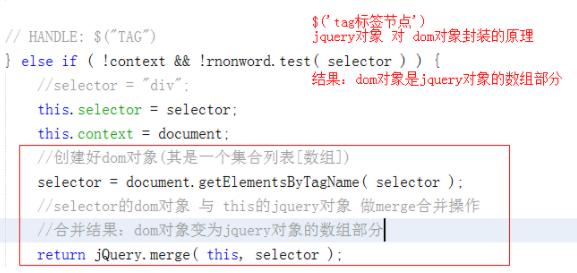 $('tag标签节点')
jquery对象 对 dom对象封装的原理
// HANDLE: $("TAG")
} else if ( !context && !rnonword.test( selector ) ) {
结果：dom对象是jquery对象的数组部分
//selector = "div";
this.selector = selector;
this.context = document;
//创建好dom对象(其是一个集合列表[数组])
selector = document.getElementsByTagName( selector );
//selector的dom对象 与 this的jquery对象 做merge合并操作
//合并结果：dom对象变为jquery对象的数组部分
return jQuery.merge( this, selector );